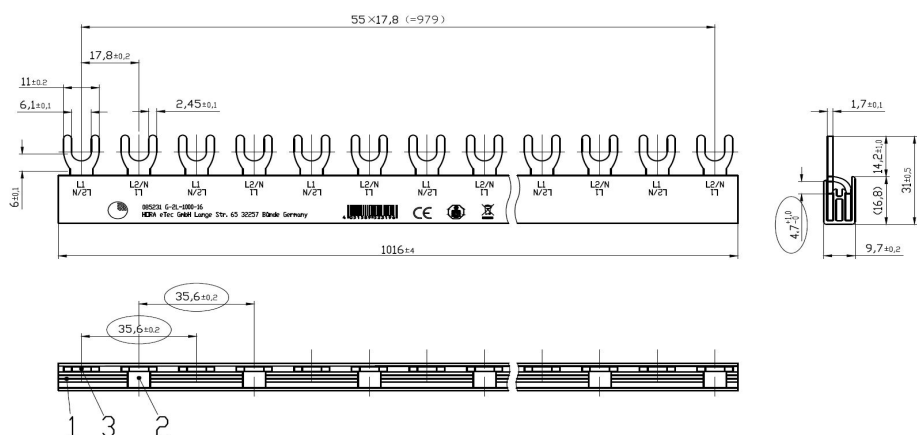 55×17,8 (=979)
17,8±0,2
11±0.2
6,1±0,1
2,45±0,1
6±0,1
1,7±0,1
14,2±1,0
31±0,5
(16,8)
4.7 +1,0 -0
9,7±0,2
L1 L2/N L1 L2/N L1 L2/N L1 L2/N L1 L2/N L1 L2/N
L2/N L1 L2/N L1 L2/N L1 L2/N L1 L2/N L1 L2/N L1
085231 G-2L-1000-16
HORA eTec GmbH Lange Str. 65 32257 Bünde Germany
CE
1016±4
35,6±0,2
35,6±0.2
1 3 2